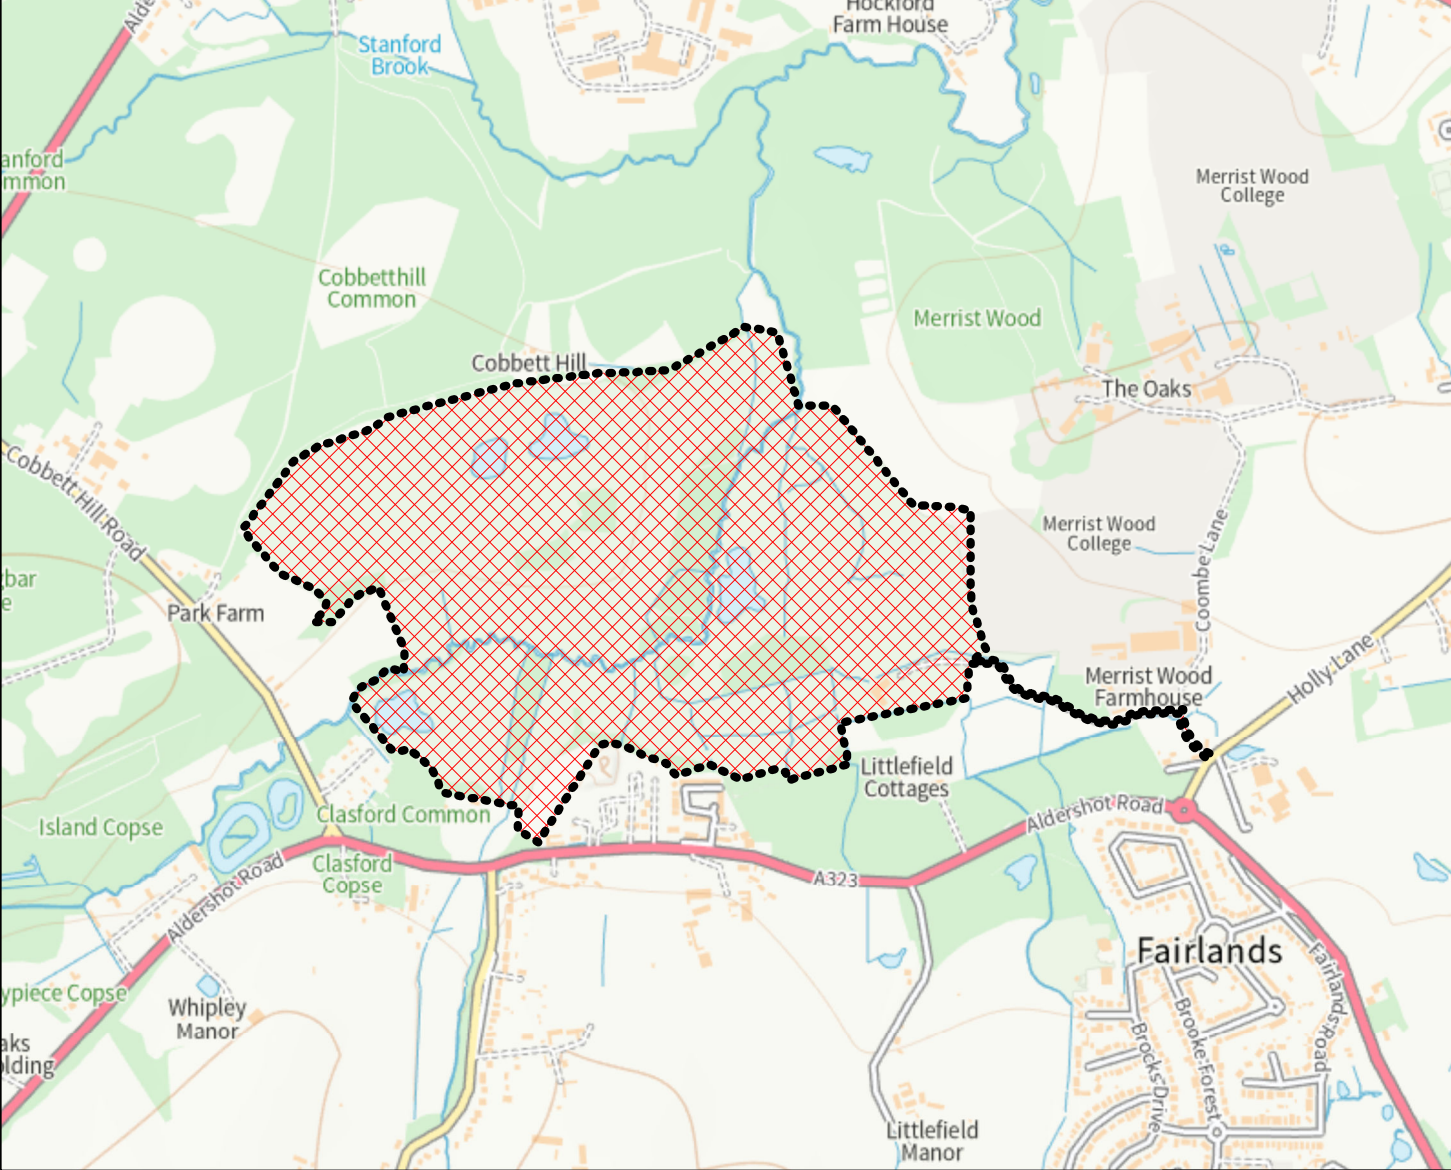 Hockford
Farm House
Stanford
Brook
anford
mmon
Merrist Wood
College
Cobbetthill
Common
Merrist Wood
Cobbett Hill
The Oaks
Cobbett Hill Road
Merrist Wood
College
Coombe Lane
gbar
e
Park Farm
Holly Lane
Merrist Wood
Farmhouse
Littlefield
Cottages
Clasford Common
Island Copse
Aldershot Road
Clasford
Copse
A323
Aldershot Road
Fairlands
Fairlands Road
ypiece Copse
Whipley
Manor
aks
olding
Brocks Drive
Brooke Forest
Littlefield
Manor